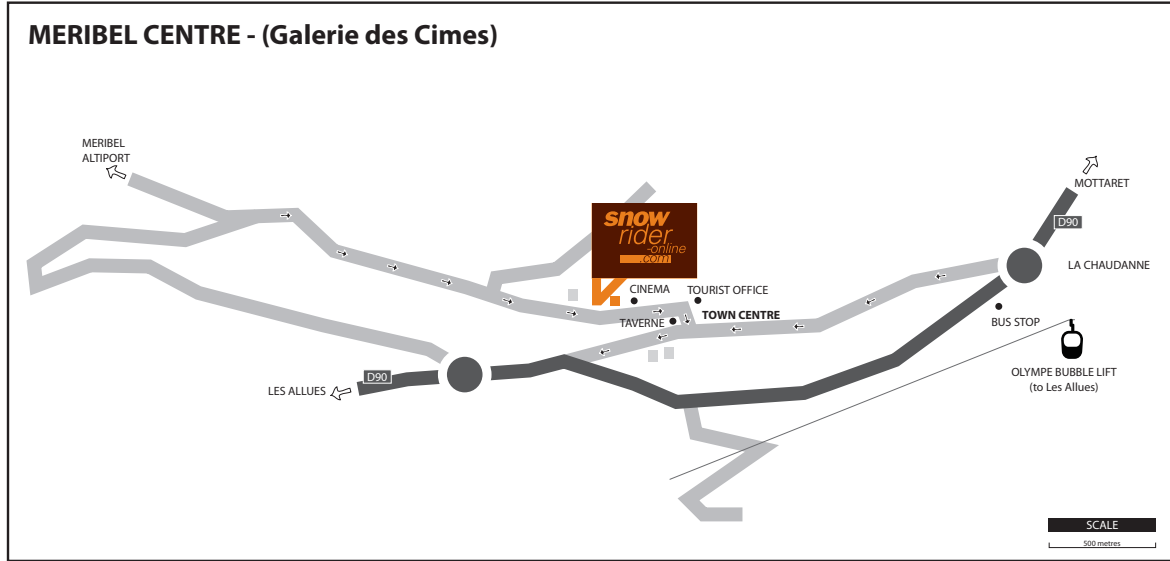 MERIBEL CENTRE - (Galerie des Cimes)
MERIBEL
ALTIPORT
MOTTARET
D90
snow
rider
-online
.com
LA CHAUDANNE
CINEMA
TOURIST OFFICE
TAVERNE
TOWN CENTRE
BUS STOP
D90
LES ALLUES
OLYMPE BUBBLE LIFT
(to Les Allues)
SCALE
500 metres